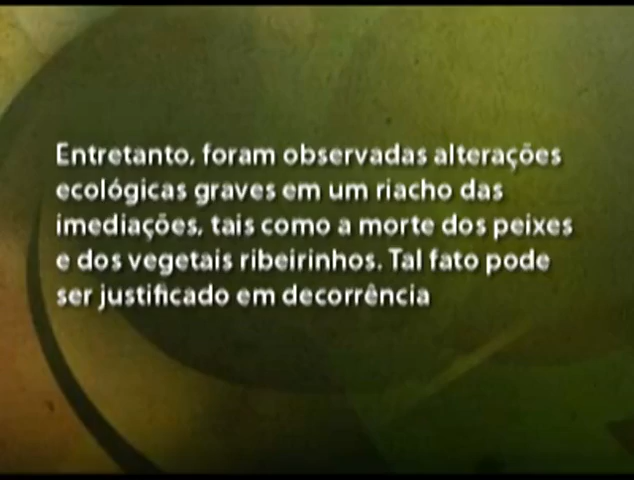 Entretanto, foram observadas alterações
ecológicas graves em um riacho das
imediações, tais como a morte dos peixes
e dos vegetais ribeirinhos. Tal fato pode
ser justificado em decorrência